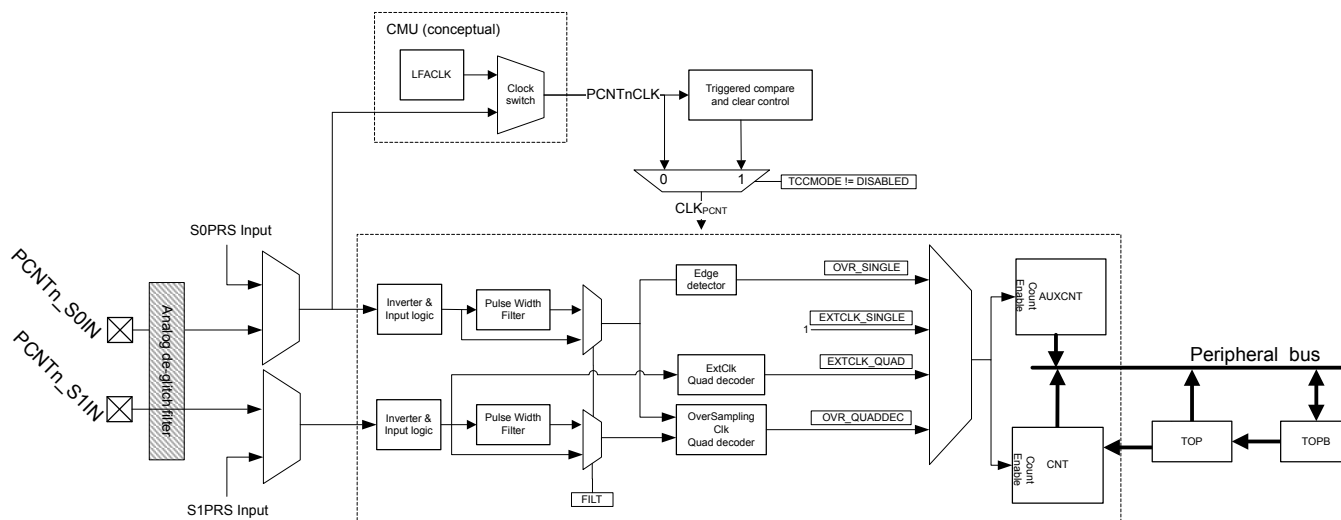 CMU (conceptual)
LFACLK
Clock
switch
PCNTnCLK
Triggered compare
and clear control
0
1
TCCMODE != DISABLED
CLKPCNT
S0PRS Input
PCNTn_S0IN
PCNTn_S1IN
Analog de-glitch filter
S1PRS Input
Inverter &
Input logic
Pulse Width
Filter
Edge
detector
OVR_SINGLE
EXTCLK_SINGLE
1
ExtClk
Quad decoder
EXTCLK_QUAD
Inverter &
Input logic
Pulse Width
Filter
OverSampling
Clk
Quad decoder
OVR_QUADDEC
FILT
Count
Enable
AUXCNT
Peripheral bus
Count
Enable
CNT
TOP
TOPB